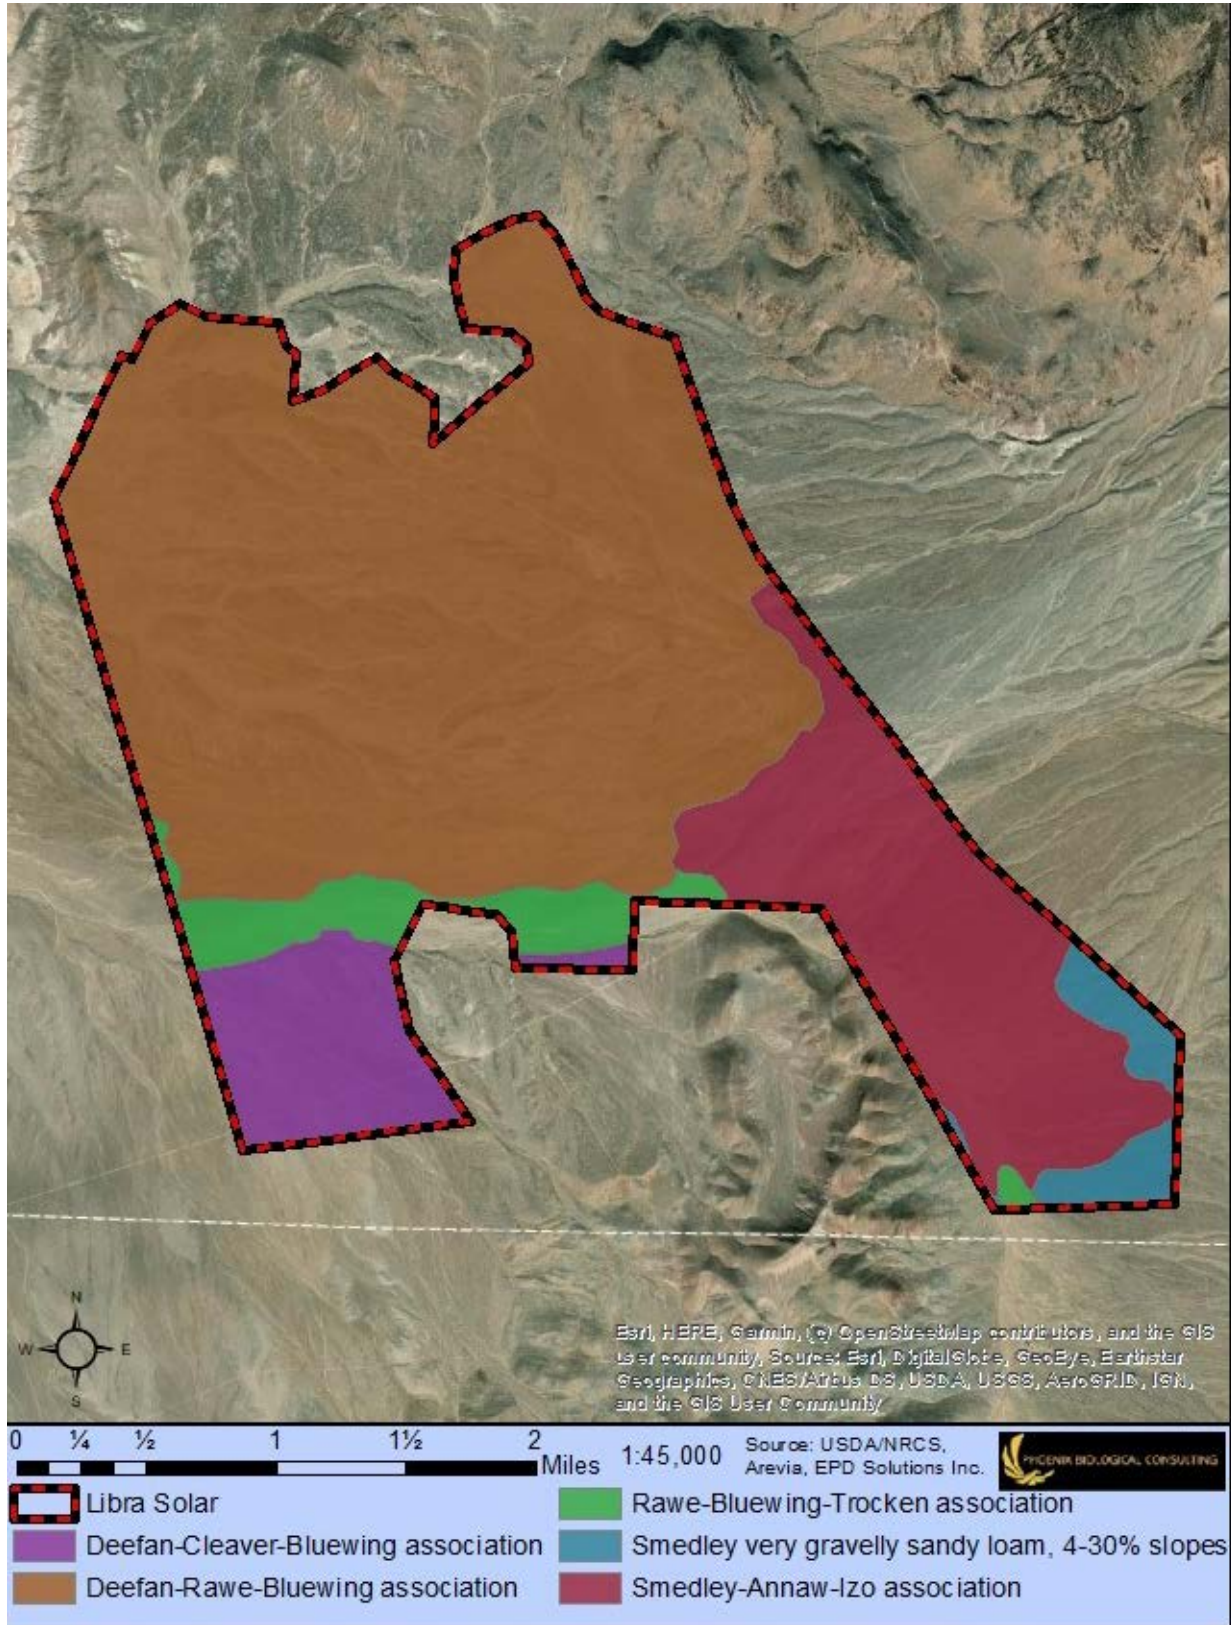 N
W E
S
Esri, HERE, Garmin, (c) OpenStreetMap contributors, and the GIS
user community, Source: Esri, DigitalGlobe, GeoEye, Earthstar
Geographics, CNES/Airbus DS, USDA, USGS, AeroGRID, IGN,
and the GIS User Community
0 ¼ ½ 1 1½ 2
Miles
1:45,000
Source: USDA/NRCS,
Arevia, EPD Solutions Inc.
PHOENIX BIOLOGICAL CONSULTING
Libra Solar
Deefan-Cleaver-Bluewing association
Deefan-Rawe-Bluewing association
Rawe-Bluewing-Trocken association
Smedley very gravelly sandy loam, 4-30% slopes
Smedley-Annaw-Izo association